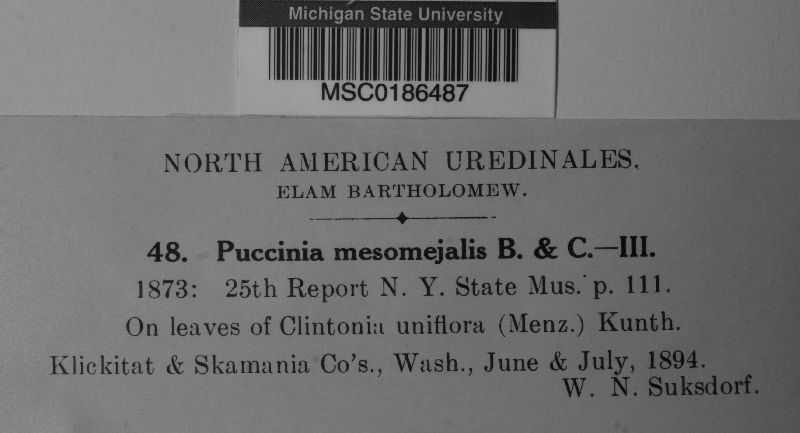 Michigan State University
MSC0186487
NORTH AMERICAN UREDINALES.
ELAM BARTHOLOMEW.
48. Puccinia mesomejalis B. & C.—III.
1873: 25th Report N. Y. State Mus. p. 111.
On leaves of Clintonia uniflora (Menz.) Kunth.
Klickitat & Skamania Co's., Wash., June & July, 1894.
W. N. Suksdorf.